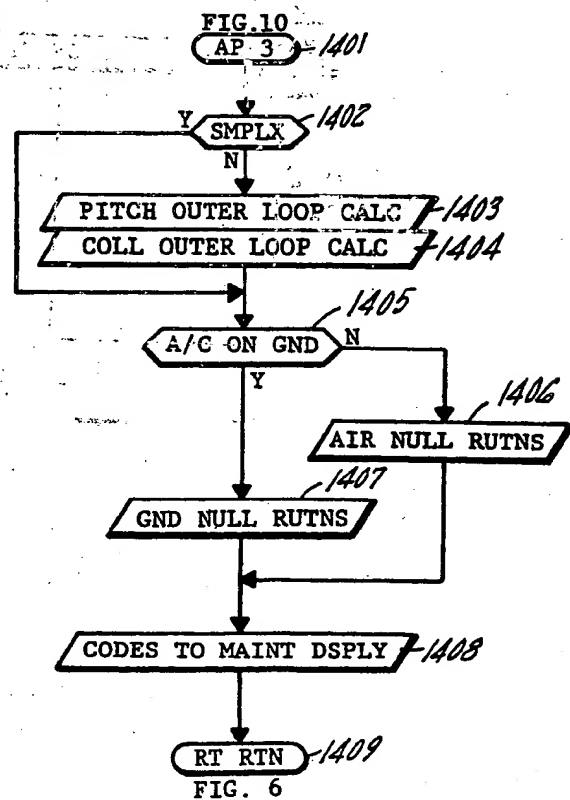 FIG.10
AP 3
1401
SMPLX
1402
Y
N
PITCH OUTER LOOP CALC
1403
COLL OUTER LOOP CALC
1404
1405
A/C ON GND
N
Y
1406
AIR NULL RUTNS
1407
GND NULL RUTNS
CODES TO MAINT DSPLY
1408
RT RTN
1409
FIG. 6